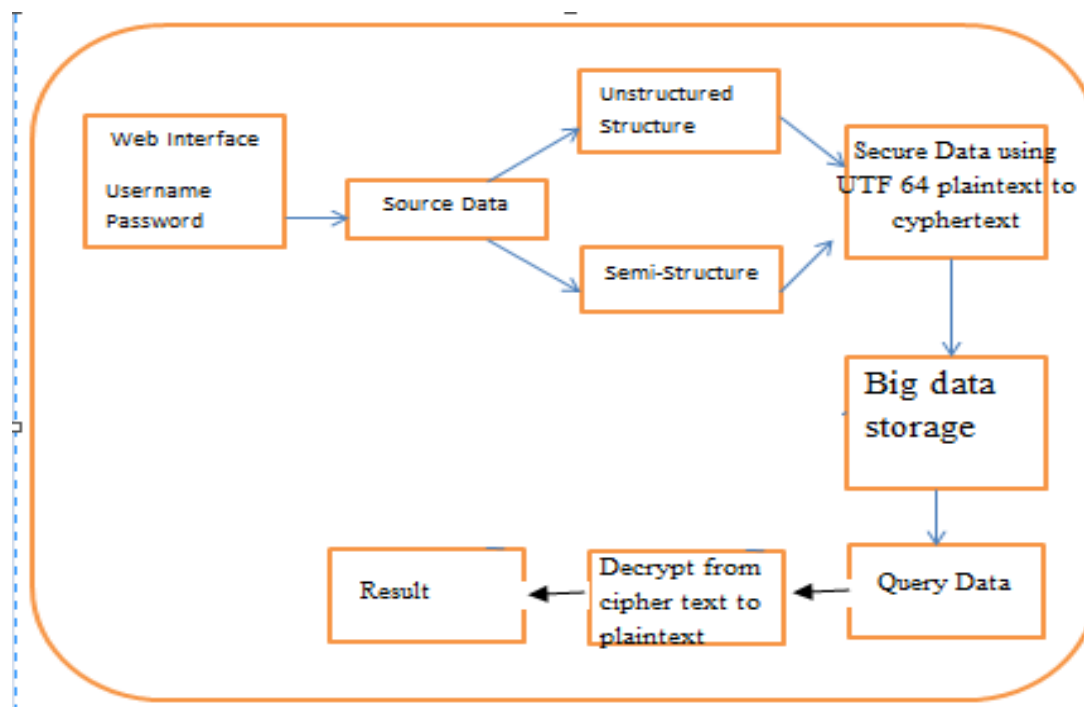 Web Interface
Username
Password
Source Data
Unstructured
Structure
Semi-Structure
Secure Data using
UTF 64 plaintext to
cyphertext
Big data
storage
Query Data
Decrypt from
cipher text to
plaintext
Result